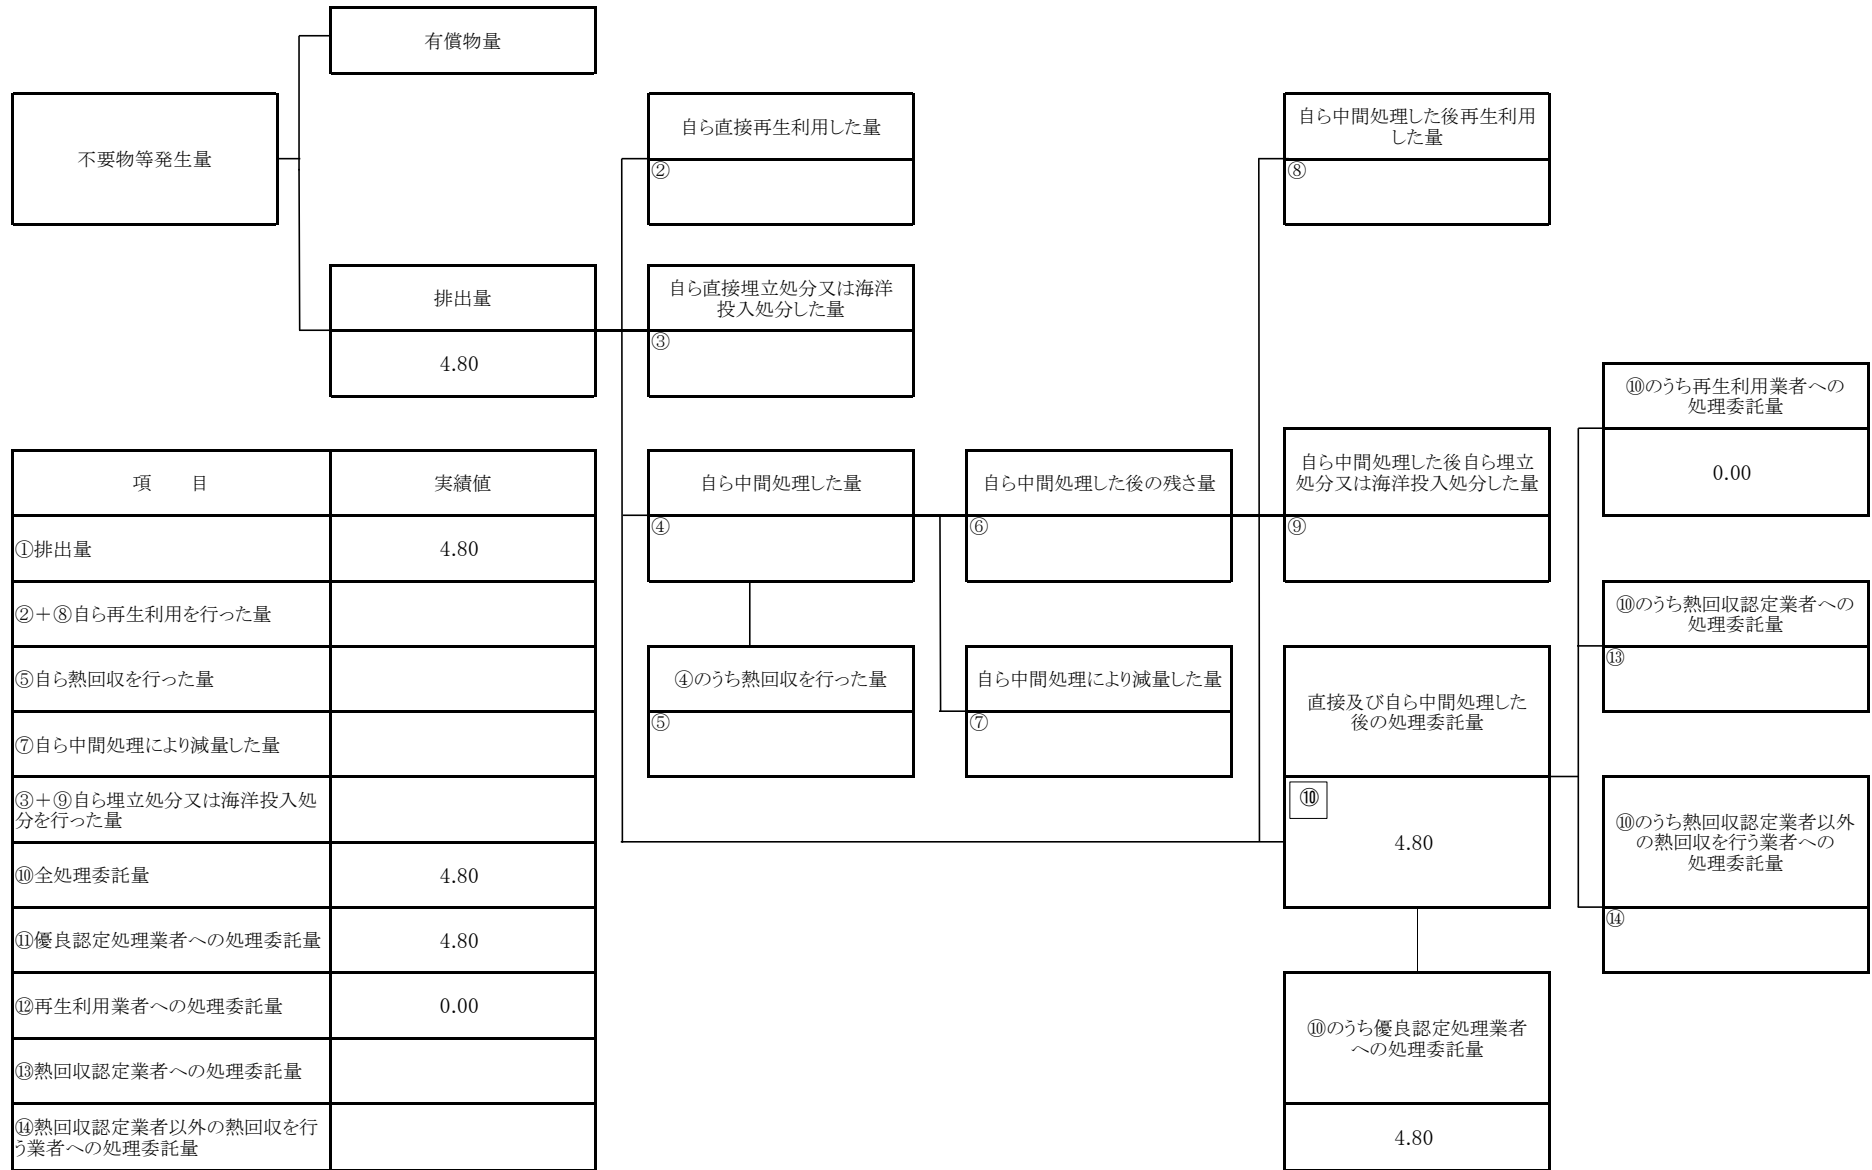 有償物量
不要物等発生量
自ら直接再生利用した量
②
自ら中間処理した後再生利用
した量
⑧
排出量
4.80
自ら直接埋立処分又は海洋
投入処分した量
③
⑩のうち再生利用業者への
処理委託量
0.00
自ら中間処理した量
④
自ら中間処理した後の残さ量
⑥
自ら中間処理した後自ら埋立
処分又は海洋投入処分した量
⑨
⑩のうち熱回収認定業者への
処理委託量
⑬
④のうち熱回収を行った量
⑤
自ら中間処理により減量した量
⑦
直接及び自ら中間処理した
後の処理委託量
⑩
4.80
⑩のうち熱回収認定業者以外
の熱回収を行う業者への
処理委託量
⑭
⑩のうち優良認定処理業者
への処理委託量
4.80
項　目 実績値
①排出量 4.80
②＋⑧自ら再生利用を行った量
⑤自ら熱回収を行った量
⑦自ら中間処理により減量した量
③＋⑨自ら埋立処分又は海洋投入処
分を行った量
⑩全処理委託量 4.80
⑪優良認定処理業者への処理委託量 4.80
⑫再生利用業者への処理委託量 0.00
⑬熱回収認定業者への処理委託量
⑭熱回収認定業者以外の熱回収を行
う業者への処理委託量